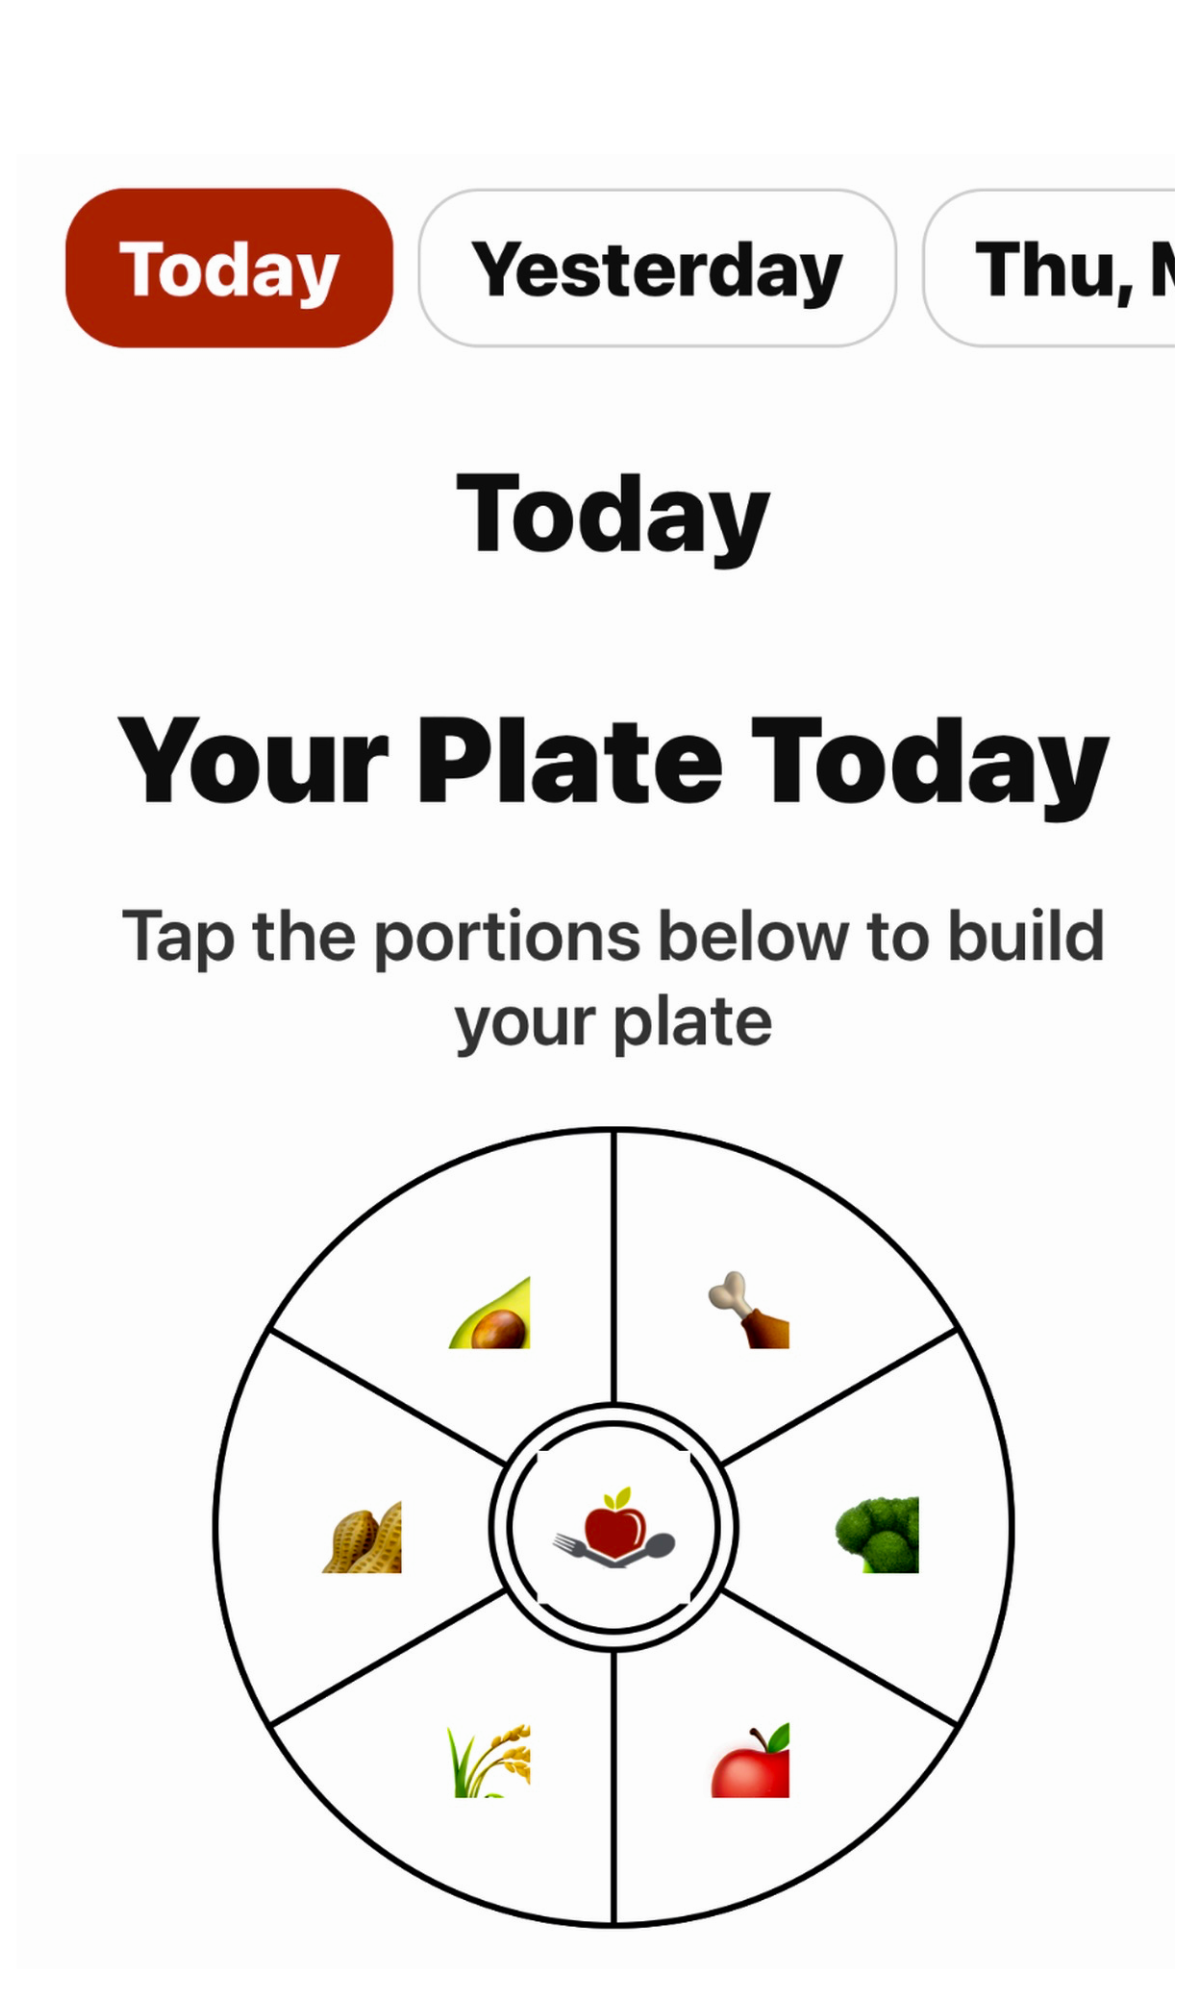 Today
Yesterday
Thu,
Today
Your Plate Today
Tap the portions below to build
your plate